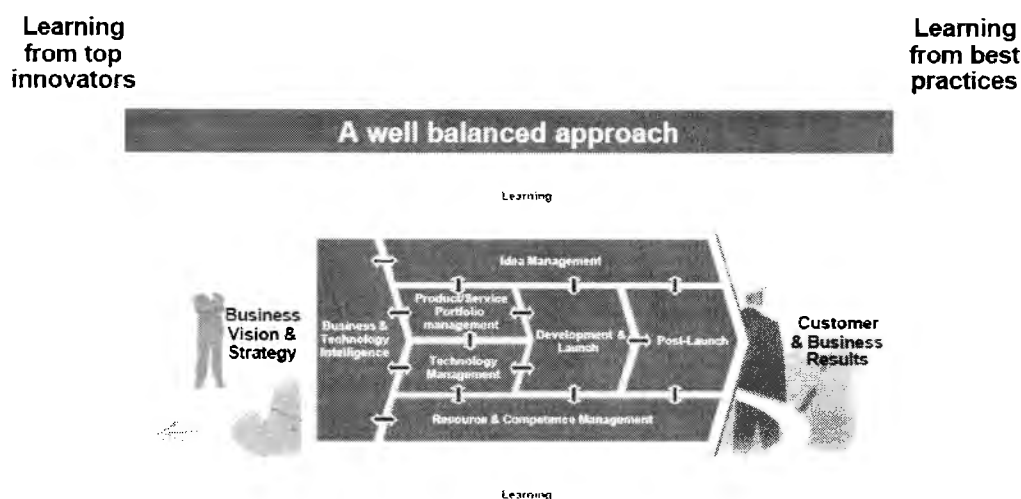 Learning
from top
innovators
Learning
from best
practices
A well balanced approach
Learning
Idea Management
Business
Vision &
Strategy
Business &
Technology
Intelligence
Product/Service
Portfolio
management
Technology
Management
Development &
Launch
Post-Launch
Customer
& Business
Results
Resource & Competence Management
Learning